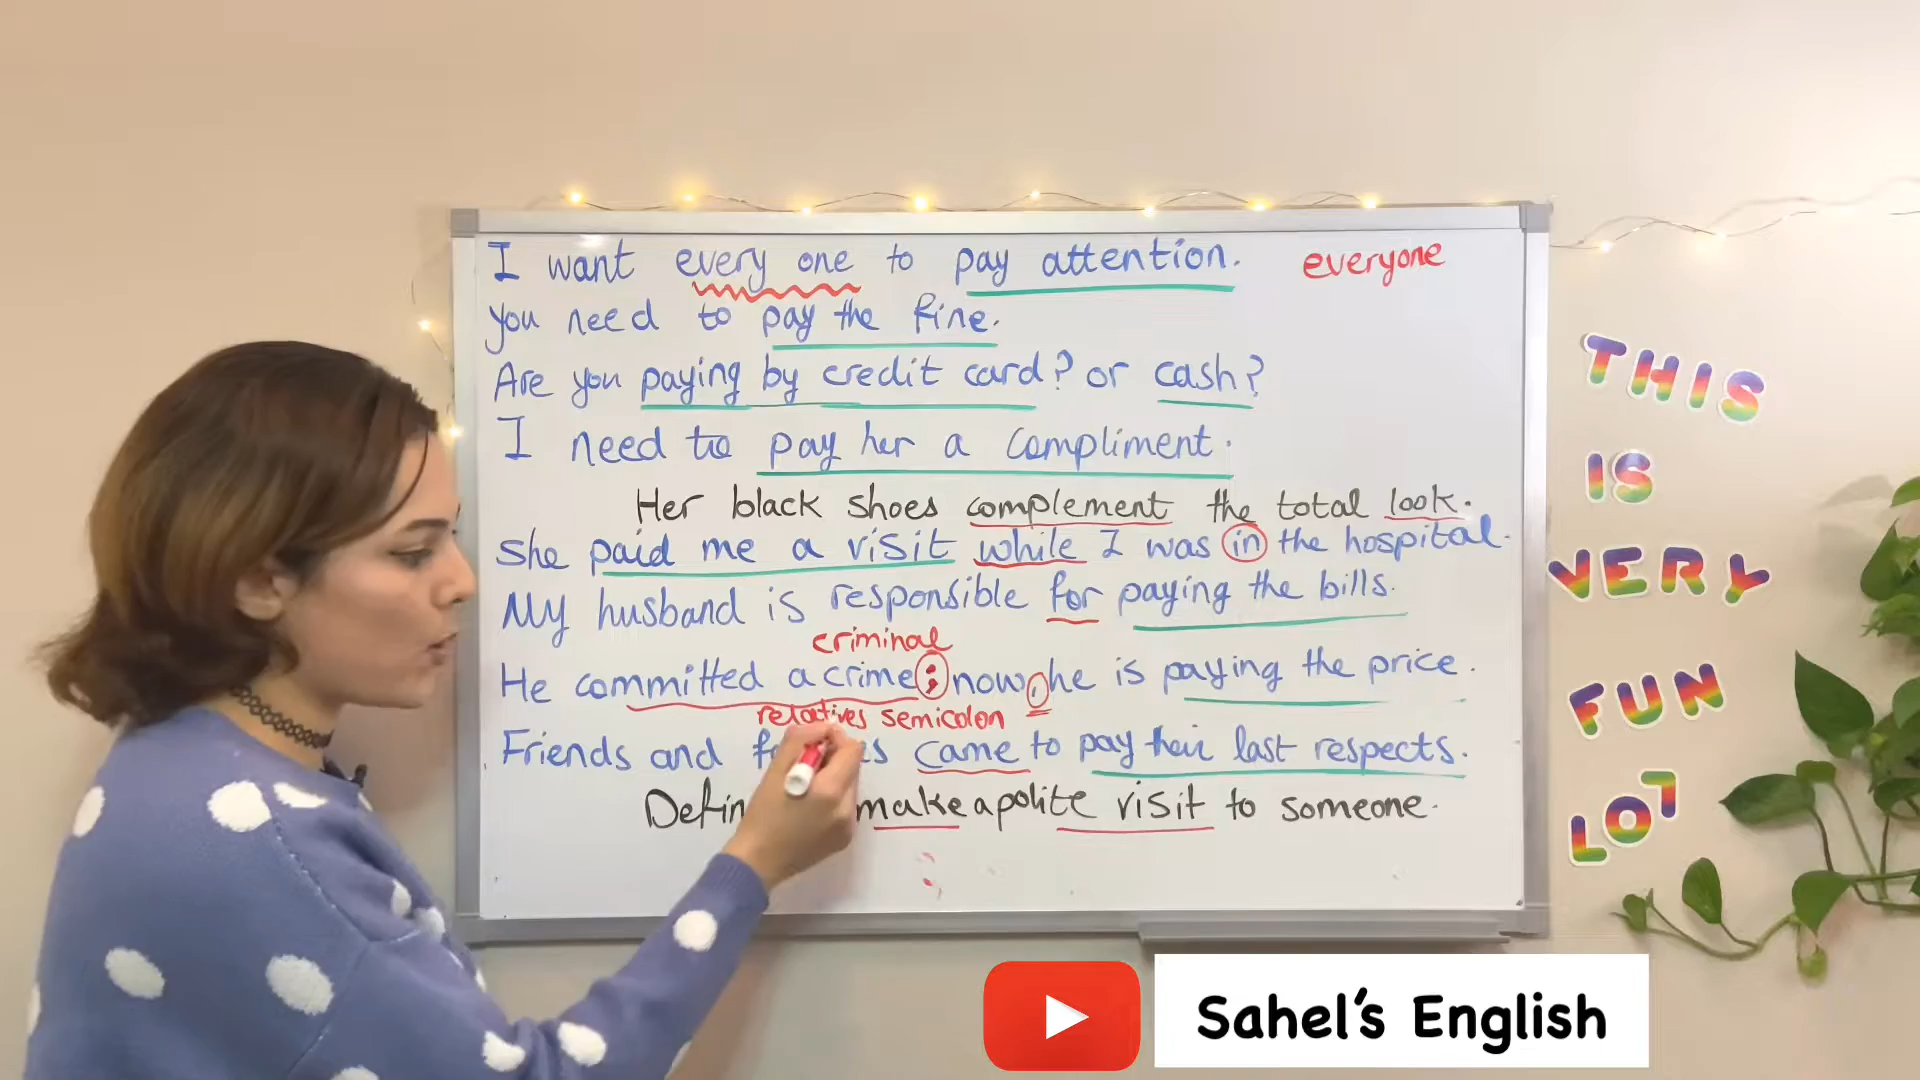 I want every one to pay attention. everyone
you need to pay the fine.
Are you paying by credit card? or cash?
I need to pay her a compliment.
Her black shoes complement the total look.
She paid me a visit while I was in the hospital.
My husband is responsible for paying the bills.
criminal
He committed a crime; now, he is paying the price.
relatives semicolon
Friends and came to pay their last respects.
make a polite visit to someone.
THIS
IS
VERY
FUN
LOT
Sahel's English